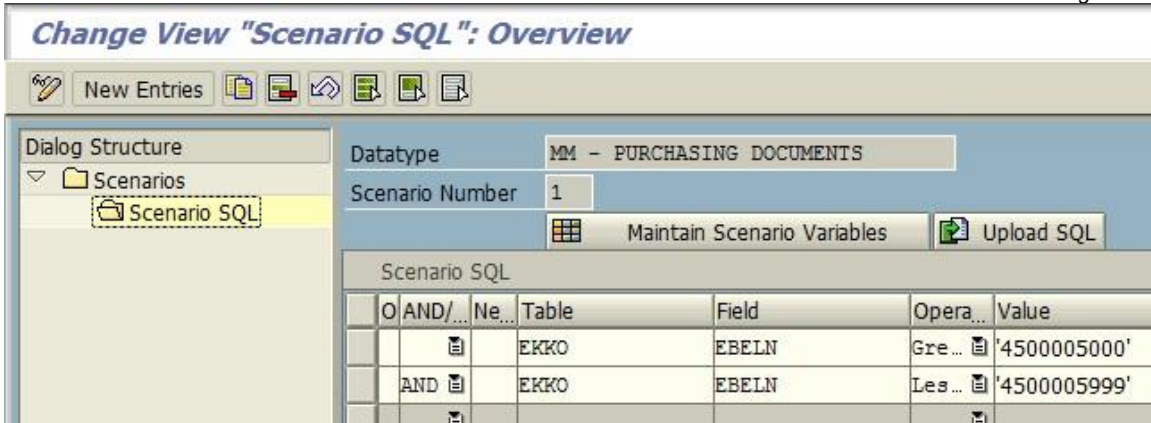 Change View "Scenario SQL": Overview
New Entries
Dialog Structure
Scenarios
Scenario SQL
Datatype MM - PURCHASING DOCUMENTS
Scenario Number 1
Maintain Scenario Variables Upload SQL
Scenario SQL
O AND/... Ne... Table Field Opera... Value
EKKO EBELN Gre... '4500005000'
AND EKKO EBELN Les... '4500005999'